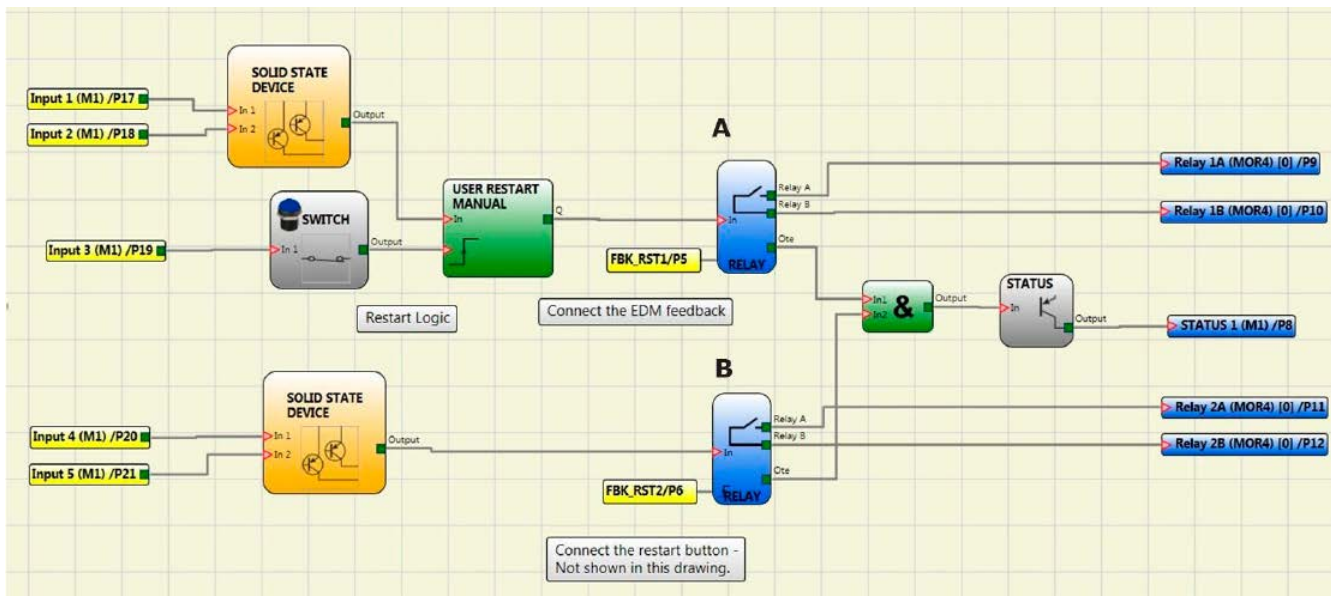 SOLID STATE
DEVICE
Input 1 (M1) /P17
In 1
Output
Input 2 (M1) /P18
In 2
A
Relay 1A (MOR4) [0] /P9
USER RESTART
MANUAL
Relay A
SWITCH
Q
Relay B
Relay 1B (MOR4) [0] /P10
In
In
Input 3 (M1) /P19
In 1
Output
Ote
FBK_RST1/P5
RELAY
STATUS
Restart Logic
Connect the EDM feedback
In1
&
Output
In
In2
Output
STATUS 1 (M1) /P8
B
SOLID STATE
DEVICE
Relay A
Relay 2A (MOR4) [0] /P11
Input 4 (M1) /P20
In 1
Output
Relay B
Relay 2B (MOR4) [0] /P12
In 2
In
Input 5 (M1) /P21
Ote
FBK_RST2/P6
RELAY
Connect the restart button -
Not shown in this drawing.